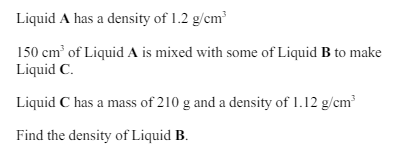 Liquid A has a density of 1.2 g/cm³
150 cm³ of Liquid A is mixed with some of Liquid B to make
Liquid C.
Liquid C has a mass of 210 g and a density of 1.12 g/cm³
Find the density of Liquid B.